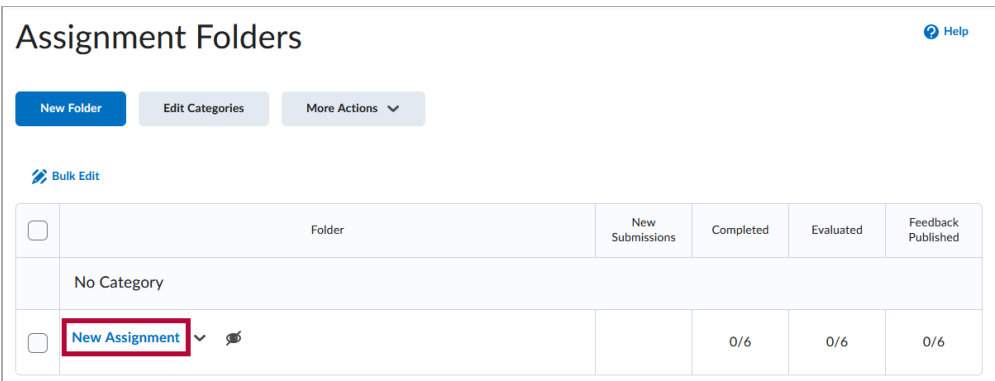 Assignment Folders
Help
New Folder
Edit Categories
More Actions
Bulk Edit
Folder
New
Submissions
Completed
Evaluated
Feedback
Published
No Category
New Assignment
0/6
0/6
0/6